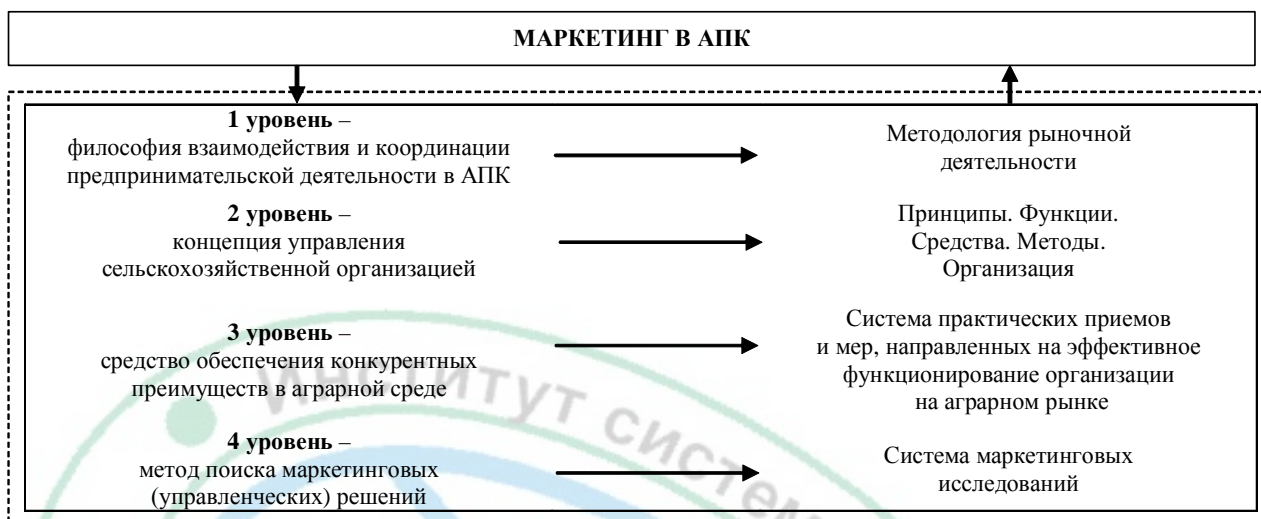 МАРКЕТИНГ В АПК
1 уровень –
философия взаимодействия и координации
предпринимательской деятельности в АПК
Методология рыночной
деятельности
2 уровень –
концепция управления
сельскохозяйственной организацией
Принципы. Функции.
Средства. Методы.
Организация
3 уровень –
средство обеспечения конкурентных
преимуществ в аграрной среде
Система практических приемов
и мер, направленных на эффективное
функционирование организации
на аграрном рынке
4 уровень –
метод поиска маркетинговых
(управленческих) решений
Система маркетинговых
исследований
Институт систем